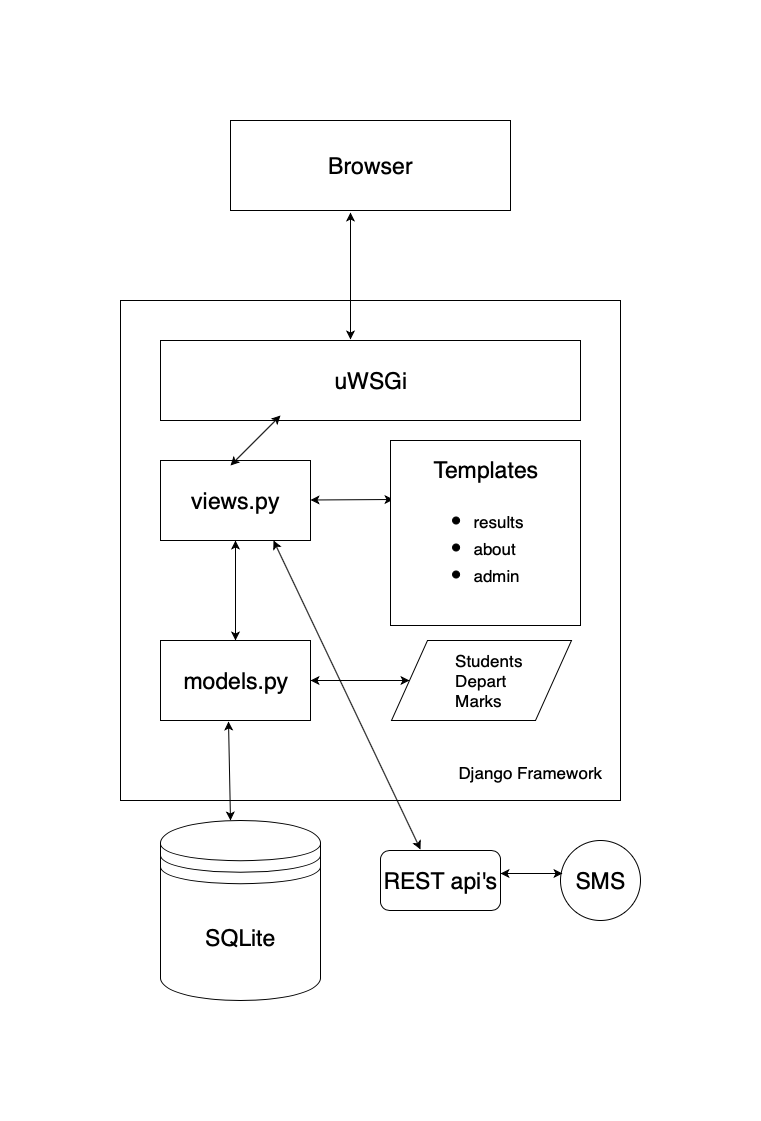 Browser
uWSGi
views.py
Templates
results
about
admin
models.py
Students
Depart
Marks
Django Framework
REST api's
SMS
SQLite